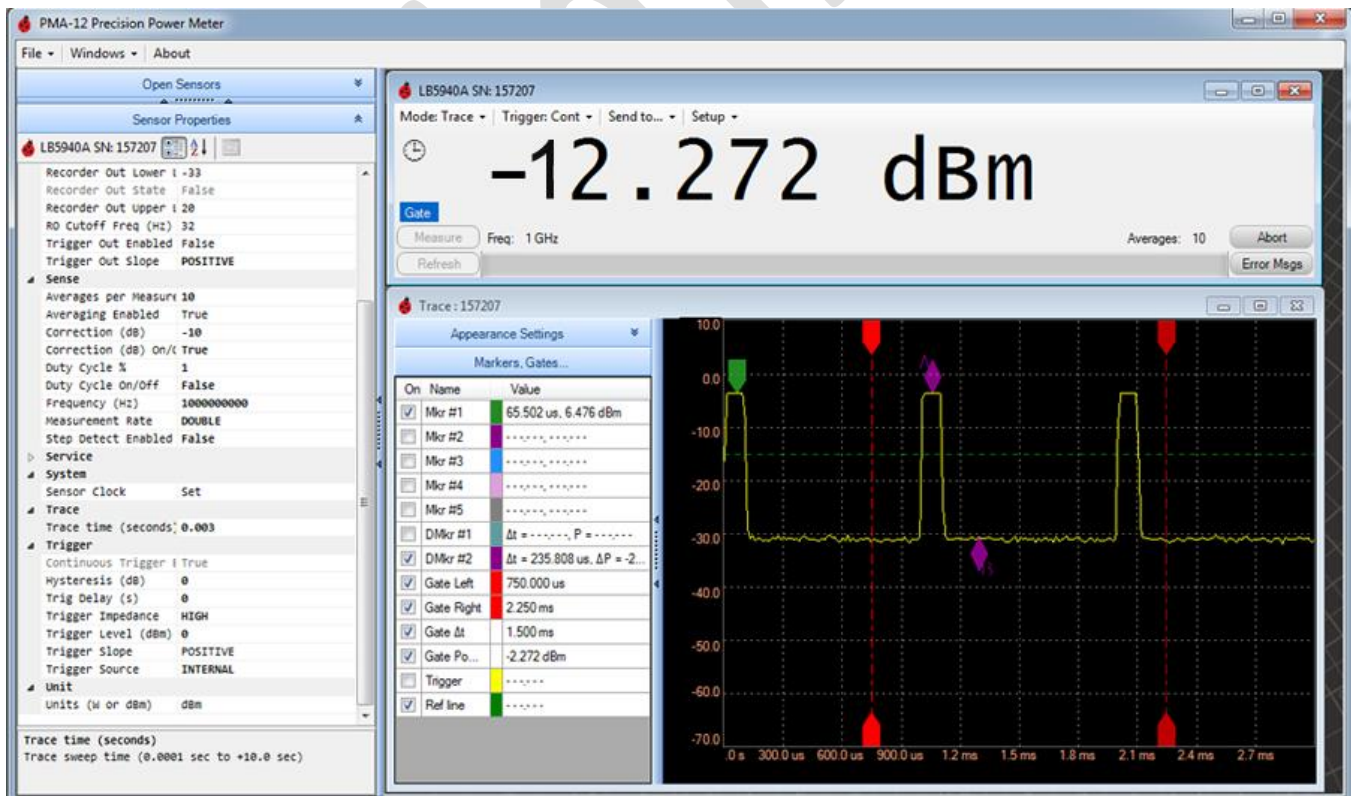 PMA-12 Precision Power Meter
File Windows About
Open Sensors
Sensor Properties
LB5940A SN: 157207
Recorder Out Lower L -33
Recorder Out State False
Recorder Out Upper L 20
RO Cutoff Freq (Hz) 32
Trigger Out Enabled False
Trigger Out Slope POSITIVE
Sense
Averages per Measure 10
Averaging Enabled True
Correction (dB) -10
Correction (dB) On/O True
Duty Cycle % 1
Duty Cycle On/Off False
Frequency (Hz) 1000000000
Measurement Rate DOUBLE
Step Detect Enabled False
Service
System
Sensor Clock Set
Trace
Trace time (seconds) 0.003
Trigger
Continuous Trigger True
Hysteresis (dB) 0
Trig Delay (s) 0
Trigger Impedance HIGH
Trigger Level (dBm) 0
Trigger Slope POSITIVE
Trigger Source INTERNAL
Unit
Units (W or dBm) dBm
Trace time (seconds)
Trace sweep time (0.0001 sec to +10.0 sec)
LB5940A SN: 157207
Mode: Trace Trigger: Cont Send to... Setup
-12.272 dBm
Gate
Measure Freq: 1 GHz Averages: 10 Abort
Refresh Error Msgs
Trace : 157207
Appearance Settings
Markers, Gates...
On Name Value
Mkr #1 65.502 us, 6.476 dBm
Mkr #2 ---.---, ---.---
Mkr #3 ---.---, ---.---
Mkr #4 ---.---, ---.---
Mkr #5 ---.---, ---.---
DMkr #1 Δt = ---.---, P = ---.---
DMkr #2 Δt = 235.808 us, ΔP = -2...
Gate Left 750.000 us
Gate Right 2.250 ms
Gate Δt 1.500 ms
Gate Po... -2.272 dBm
Trigger ---.---
Ref line ---.---
10.0
0.0
-10.0
-20.0
-30.0
-40.0
-50.0
-60.0
-70.0
.0 s 300.0 us 600.0 us 900.0 us 1.2 ms 1.5 ms 1.8 ms 2.1 ms 2.4 ms 2.7 ms